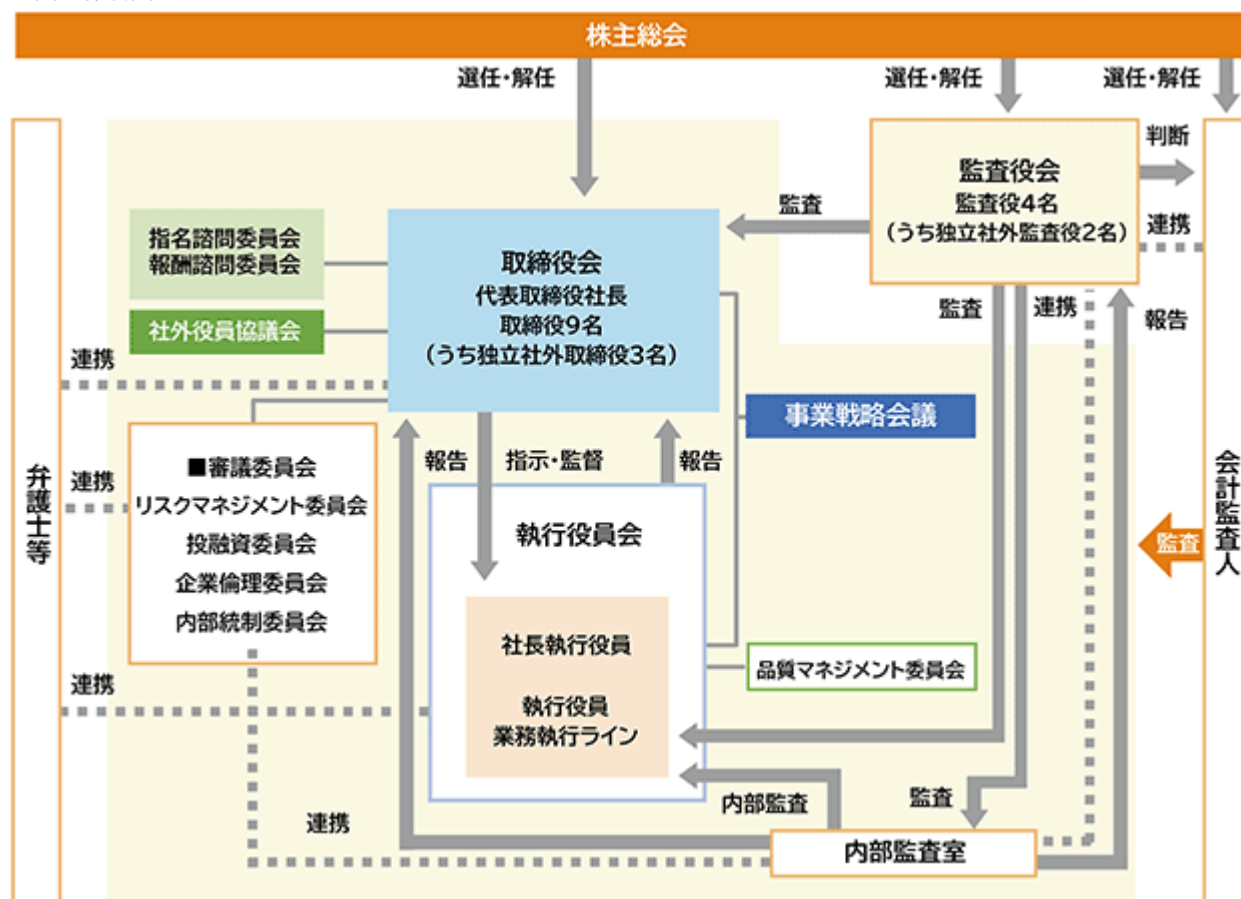 株主総会
選任・解任
選任・解任
選任・解任
監査役会
監査役4名
(うち独立社外監査役2名)
判断
連携
監査
指名諮問委員会
報酬諮問委員会
社外役員協議会
取締役会
代表取締役社長
取締役9名
(うち独立社外取締役3名)
監査
連携
報告
連携
事業戦略会議
弁護士等
連携
■審議委員会
リスクマネジメント委員会
投融資委員会
企業倫理委員会
内部統制委員会
報告
指示・監督
報告
執行役員会
社長執行役員
執行役員
業務執行ライン
監査
会計監査人
品質マネジメント委員会
連携
内部監査
監査
連携
内部監査室